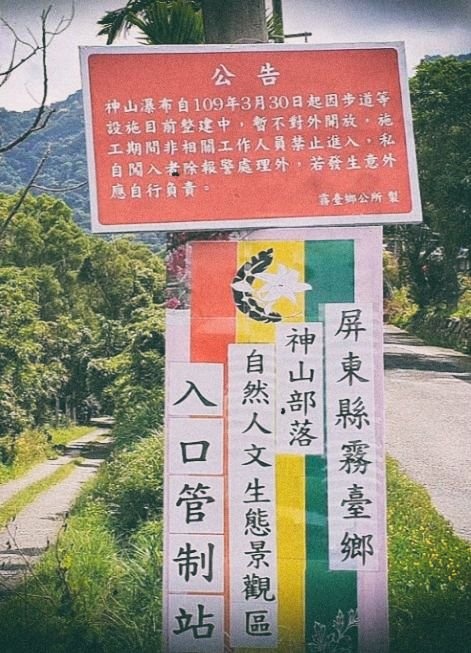 公告
神山瀑布自109年3月30日起因步道等
設施目前整建中，暫不對外開放，施
工期間非相關工作人員禁止進入，私
自闖入者除報警處理外，若發生意外
應自行負責。
霧臺鄉公所 製
屏東縣霧臺鄉
神山部落
自然人文生態景觀區
入口管制站